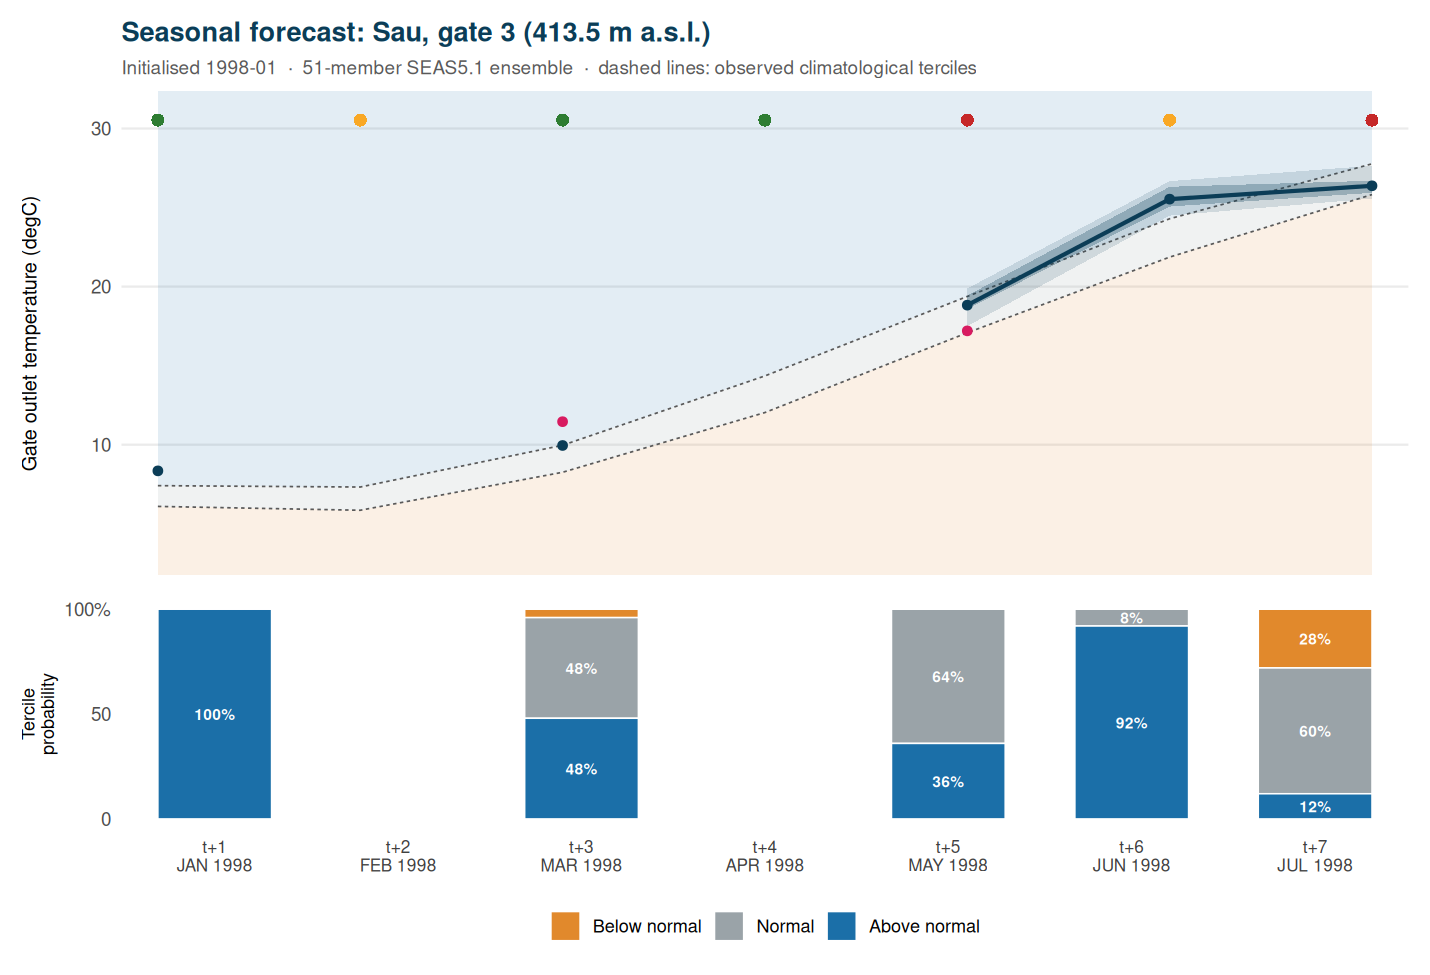 Seasonal forecast: Sau, gate 3 (413.5 m a.s.l.)
Initialised 1998-01 · 51-member SEAS5.1 ensemble · dashed lines: observed climatological terciles
Gate outlet temperature (degC)
30
20
10
Tercile
probability
100%
50
0
100%
48%
48%
64%
36%
8%
92%
28%
60%
12%
t+1
JAN 1998
t+2
FEB 1998
t+3
MAR 1998
t+4
APR 1998
t+5
MAY 1998
t+6
JUN 1998
t+7
JUL 1998
Below normal
Normal
Above normal